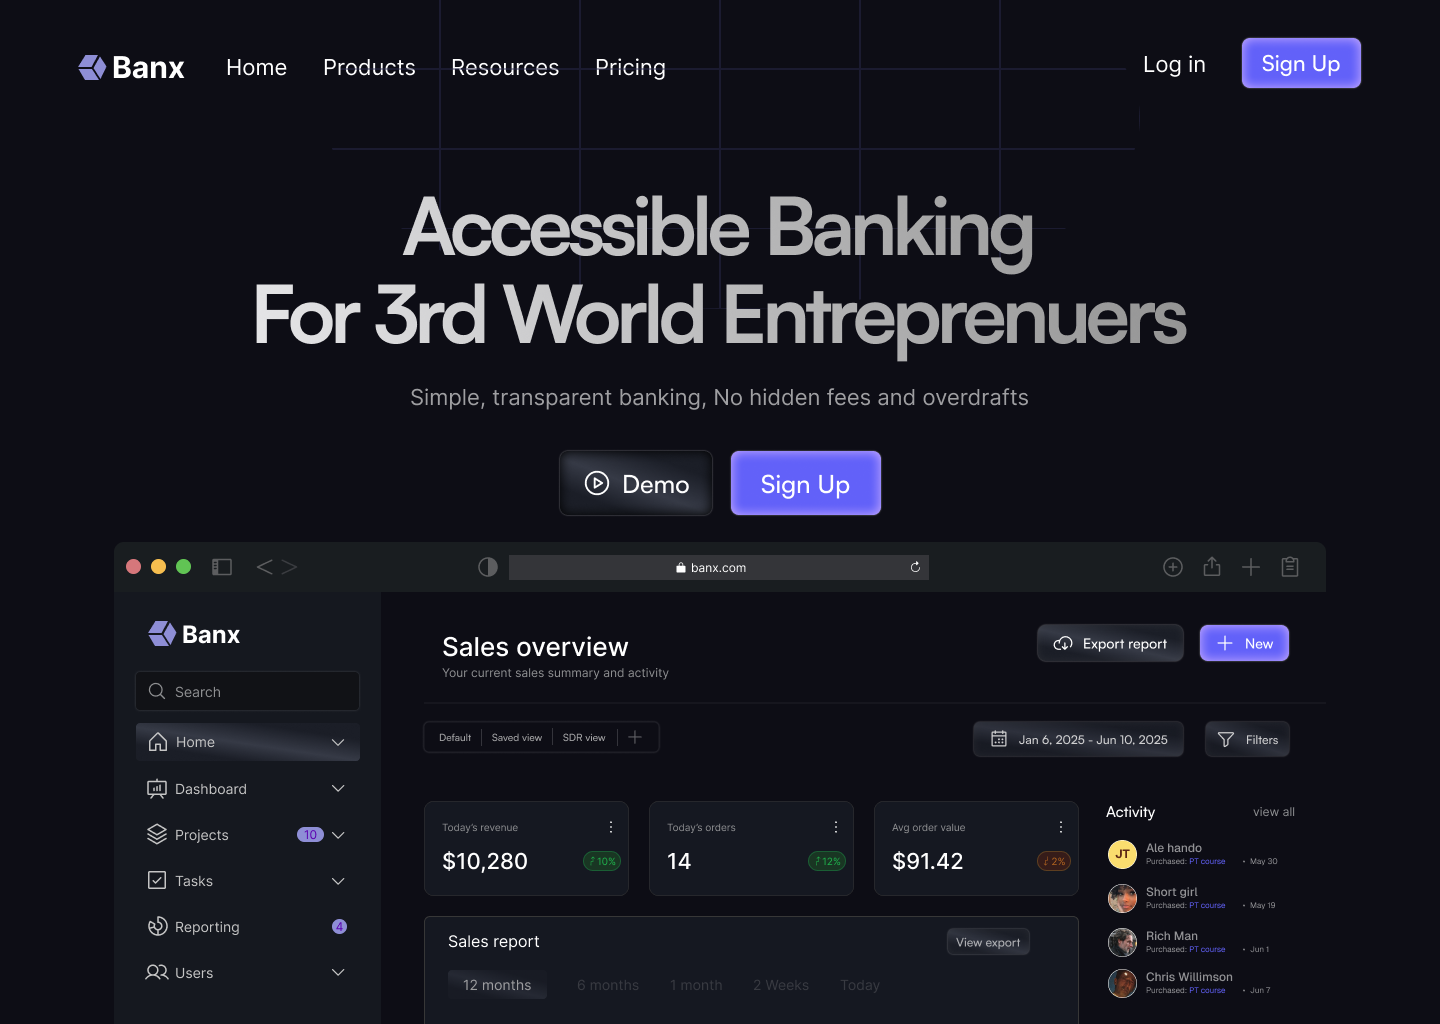 Banx Home Products Resources Pricing Log in Sign Up
Accessible Banking
For 3rd World Entreprenuers
Simple, transparent banking, No hidden fees and overdrafts
Demo Sign Up
banx.com
Banx
Search
Home
Dashboard
Projects 10
Tasks
Reporting 4
Users
Sales overview
Your current sales summary and activity
Export report New
Default Saved view SDR view
Jan 6, 2025 - Jun 10, 2025 Filters
Today's revenue
$10,280 10%
Today's orders
14 12%
Avg order value
$91.42 2%
Sales report View export
12 months 6 months 1 month 2 Weeks Today
Activity view all
JT
Ale hando
Purchased: PT course • May 30
Short girl
Purchased: PT course • May 19
Rich Man
Purchased: PT course • Jun 1
Chris Willimson
Purchased: PT course • Jun 7